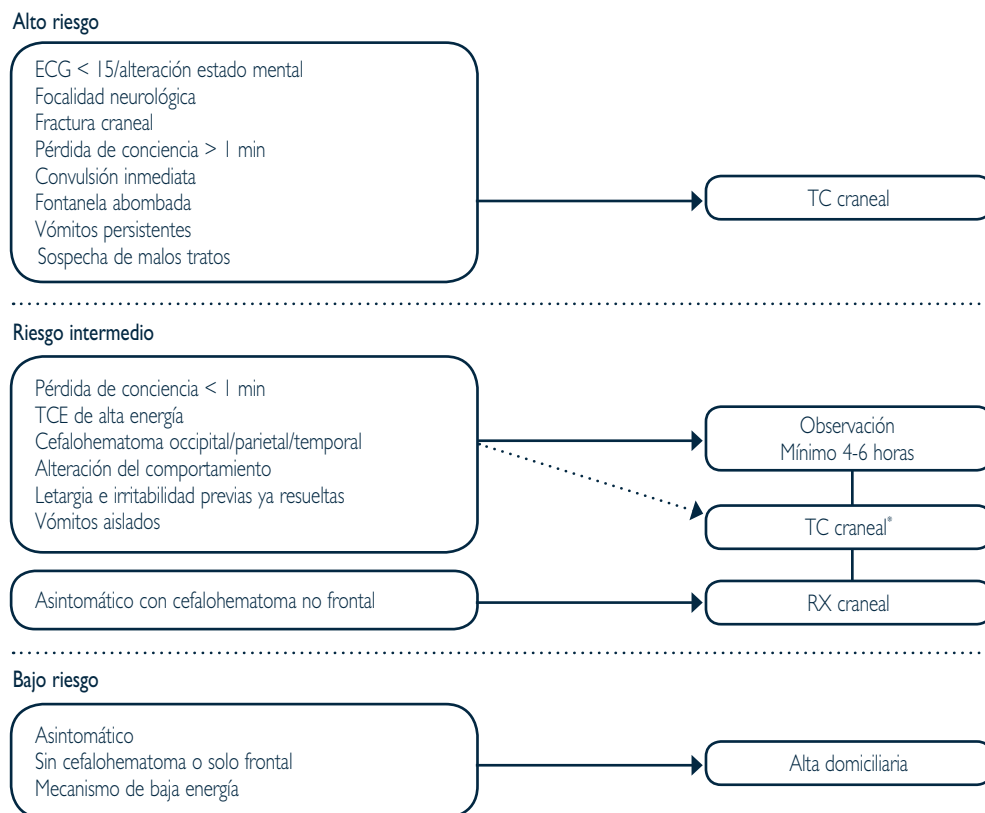 Alto riesgo
ECG < 15/alteración estado mental
Focalidad neurológica
Fractura craneal
Pérdida de conciencia > 1 min
Convulsión inmediata
Fontanela abombada
Vómitos persistentes
Sospecha de malos tratos
TC craneal
Riesgo intermedio
Pérdida de conciencia < 1 min
TCE de alta energía
Cefalohematoma occipital/parietal/temporal
Alteración del comportamiento
Letargia e irritabilidad previas ya resueltas
Vómitos aislados
Observación
Mínimo 4-6 horas
TC craneal*
Asintomático con cefalohematoma no frontal
RX craneal
Bajo riesgo
Asintomático
Sin cefalohematoma o solo frontal
Mecanismo de baja energía
Alta domiciliaria